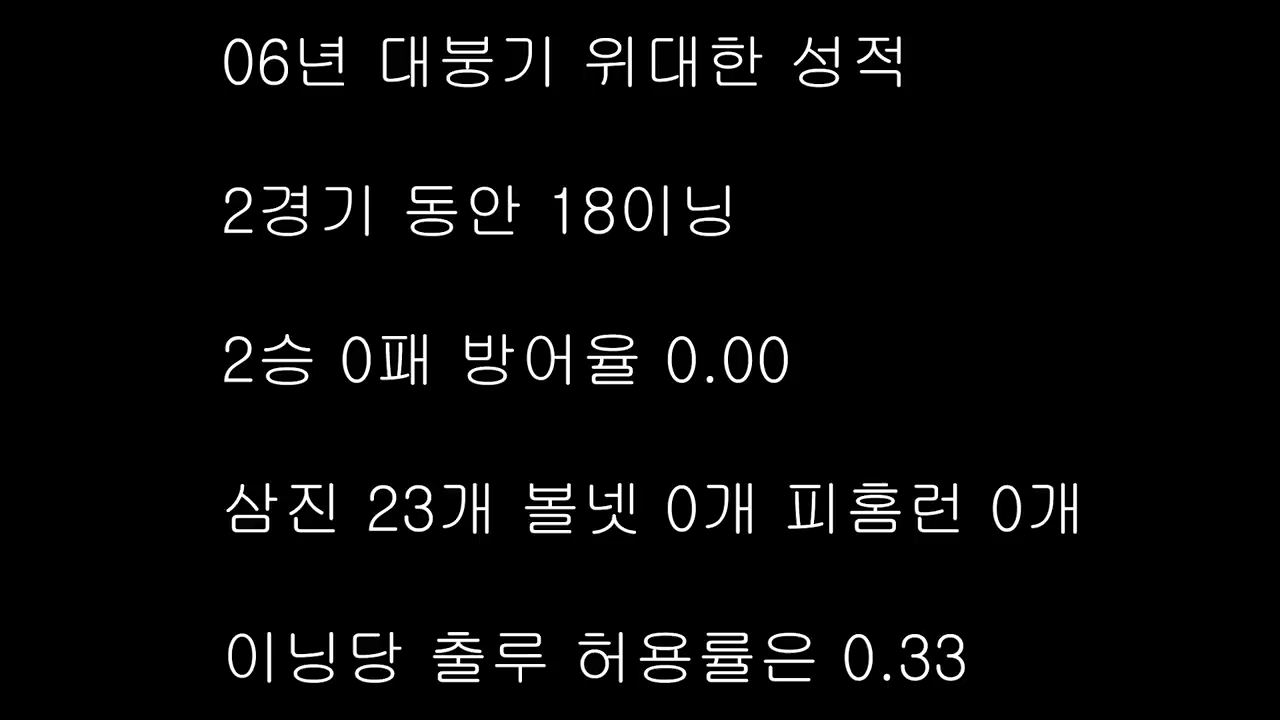 06년 대붕기 위대한 성적
2경기 동안 18이닝
2승 0패 방어율 0.00
삼진 23개 볼넷 0개 피홈런 0개
이닝당 출루 허용률은 0.33